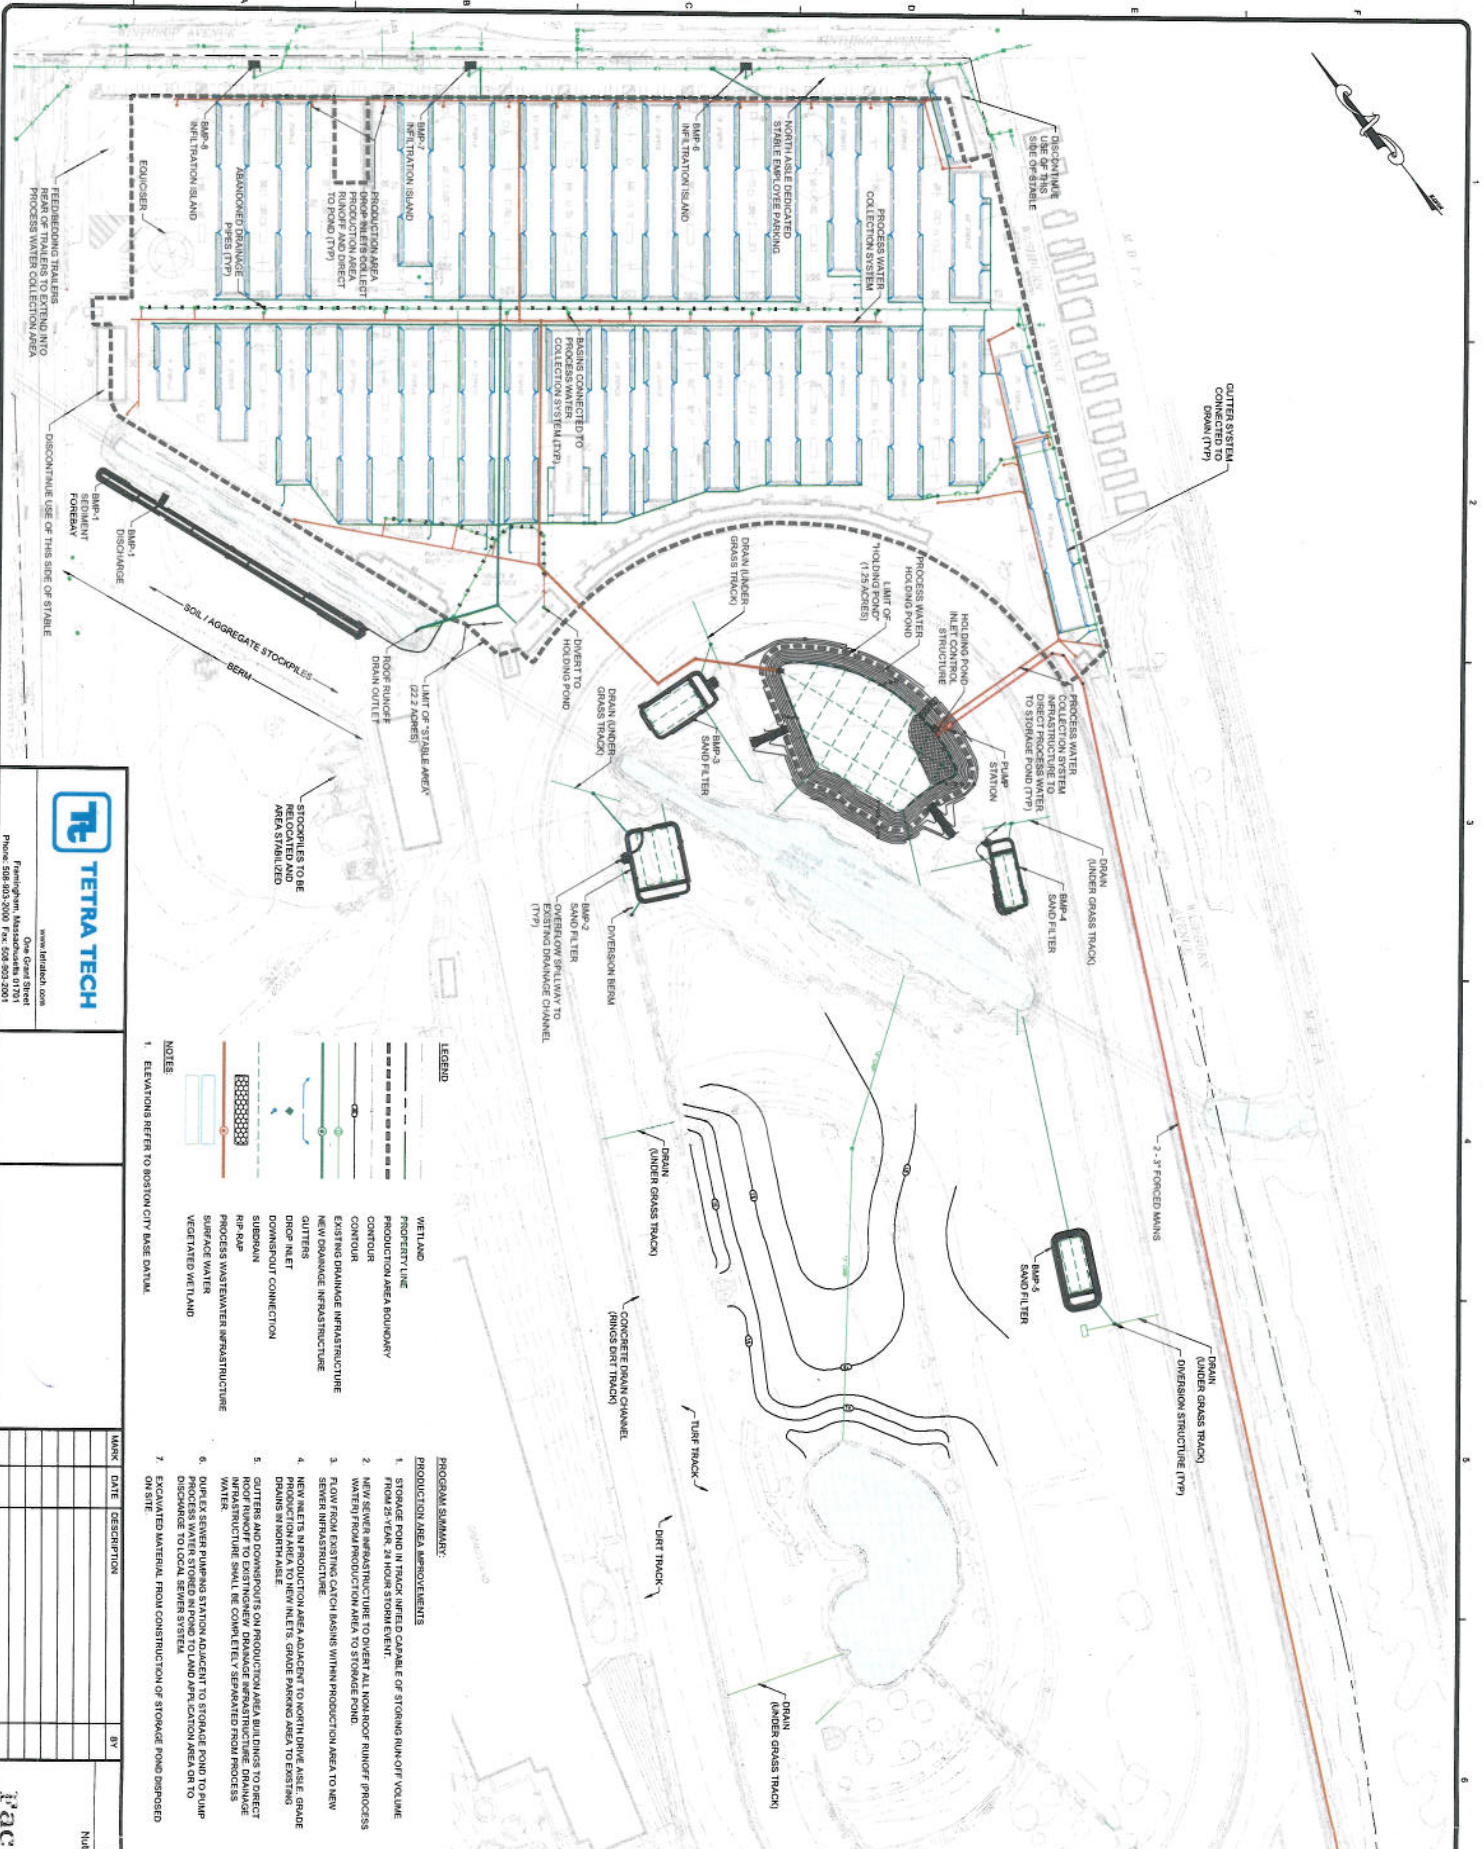 WINTHROP AVENUE
WINTHROP AVENUE
A
B
C
D
E
F
1
2
3
4
5
6
DISCONTINUE
USE OF THIS
SIDE OF STABLE
NORTH AISLE DEDICATED
STABLE EMPLOYEE PARKING
PROCESS WATER
COLLECTION SYSTEM
BMP-6
INFILTRATION ISLAND
BMP-7
INFILTRATION ISLAND
BMP-8
INFILTRATION ISLAND
PRODUCTION AREA
DROP INLETS COLLECT
PRODUCTION AREA
RUNOFF AND DIRECT
TO POND (TYP)
ABANDONED DRAINAGE
PIPES (TYP)
EQUICISER
FEED/BEDDING TRAILERS
REAR OF TRAILERS TO EXTEND INTO
PROCESS WATER COLLECTION AREA
BASINS CONNECTED TO
PROCESS WATER
COLLECTION SYSTEM (TYP)
GUTTER SYSTEM
CONNECTED TO
DRAIN (TYP)
DISCONTINUE USE OF THIS SIDE OF STABLE
BMP-1
SEDIMENT
FOREBAY
BMP-1
DISCHARGE
SOIL / AGGREGATE STOCKPILES
BERM
ROOF RUNOFF
DRAIN OUTLET
LIMIT OF "STABLE AREA"
(22.2 ACRES)
DIVERT TO
HOLDING POND
DRAIN (UNDER
GRASS TRACK)
DRAIN (UNDER
GRASS TRACK)
LIMIT OF
"HOLDING POND"
(1.25 ACRES)
PROCESS WATER
HOLDING POND
HOLDING POND
INLET CONTROL
STRUCTURE
PROCESS WATER
COLLECTION SYSTEM
INFRASTRUCTURE TO
DIRECT PROCESS WATER
TO STORAGE POND (TYP)
PUMP
STATION
BMP-3
SAND FILTER
DRAIN
(UNDER GRASS TRACK)
BMP-4
SAND FILTER
STOCKPILES TO BE
RELOCATED AND
AREA STABILIZED
BMP-2
SAND FILTER
DIVERSION BERM
OVERFLOW SPILLWAY TO
EXISTING DRAINAGE CHANNEL
(TYP)
2 - 3" FORCED MAINS
BMP-5
SAND FILTER
DRAIN
(UNDER GRASS TRACK)
DIVERSION STRUCTURE (TYP)
DRAIN
(UNDER GRASS TRACK)
CONCRETE DRAIN CHANNEL
(RINGS DIRT TRACK)
TURF TRACK
DIRT TRACK
DRAIN
(UNDER GRASS TRACK)
LEGEND
WETLAND
PROPERTY LINE
PRODUCTION AREA BOUNDARY
CONTOUR
CONTOUR
EXISTING DRAINAGE INFRASTRUCTURE
NEW DRAINAGE INFRASTRUCTURE
GUTTERS
DROP INLET
DOWNSPOUT CONNECTION
SUBDRAIN
RIP-RAP
PROCESS WASTEWATER INFRASTRUCTURE
SURFACE WATER
VEGETATED WETLAND
NOTES:
1. ELEVATIONS REFER TO BOSTON CITY BASE DATUM.
PROGRAM SUMMARY:
PRODUCTION AREA IMPROVEMENTS
1. STORAGE POND IN TRACK INFIELD CAPABLE OF STORING RUN-OFF VOLUME
FROM 25-YEAR, 24 HOUR STORM EVENT.
2. NEW SEWER INFRASTRUCTURE TO DIVERT ALL NON-ROOF RUNOFF (PROCESS
WATER) FROM PRODUCTION AREA TO STORAGE POND.
3. FLOW FROM EXISTING CATCH BASINS WITHIN PRODUCTION AREA TO NEW
SEWER INFRASTRUCTURE.
4. NEW INLETS IN PRODUCTION AREA ADJACENT TO NORTH DRIVE AISLE. GRADE
PRODUCTION AREA TO NEW INLETS. GRADE PARKING AREA TO EXISTING
DRAINS IN NORTH AISLE.
5. GUTTERS AND DOWNSPOUTS ON PRODUCTION AREA BUILDINGS TO DIRECT
ROOF RUNOFF TO EXISTING/NEW DRAINAGE INFRASTRUCTURE. DRAINAGE
INFRASTRUCTURE SHALL BE COMPLETELY SEPARATED FROM PROCESS
WATER.
6. DUPLEX SEWER PUMPING STATION ADJACENT TO STORAGE POND TO PUMP
PROCESS WATER STORED IN POND TO LAND APPLICATION AREA OR TO
DISCHARGE TO LOCAL SEWER SYSTEM.
7. EXCAVATED MATERIAL FROM CONSTRUCTION OF STORAGE POND DISPOSED
ON SITE.
TETRA TECH
www.tetratech.com
One Grant Street
Framingham, Massachusetts 01701
Phone: 508-903-2000 Fax: 508-903-2001
MARK DATE DESCRIPTION BY